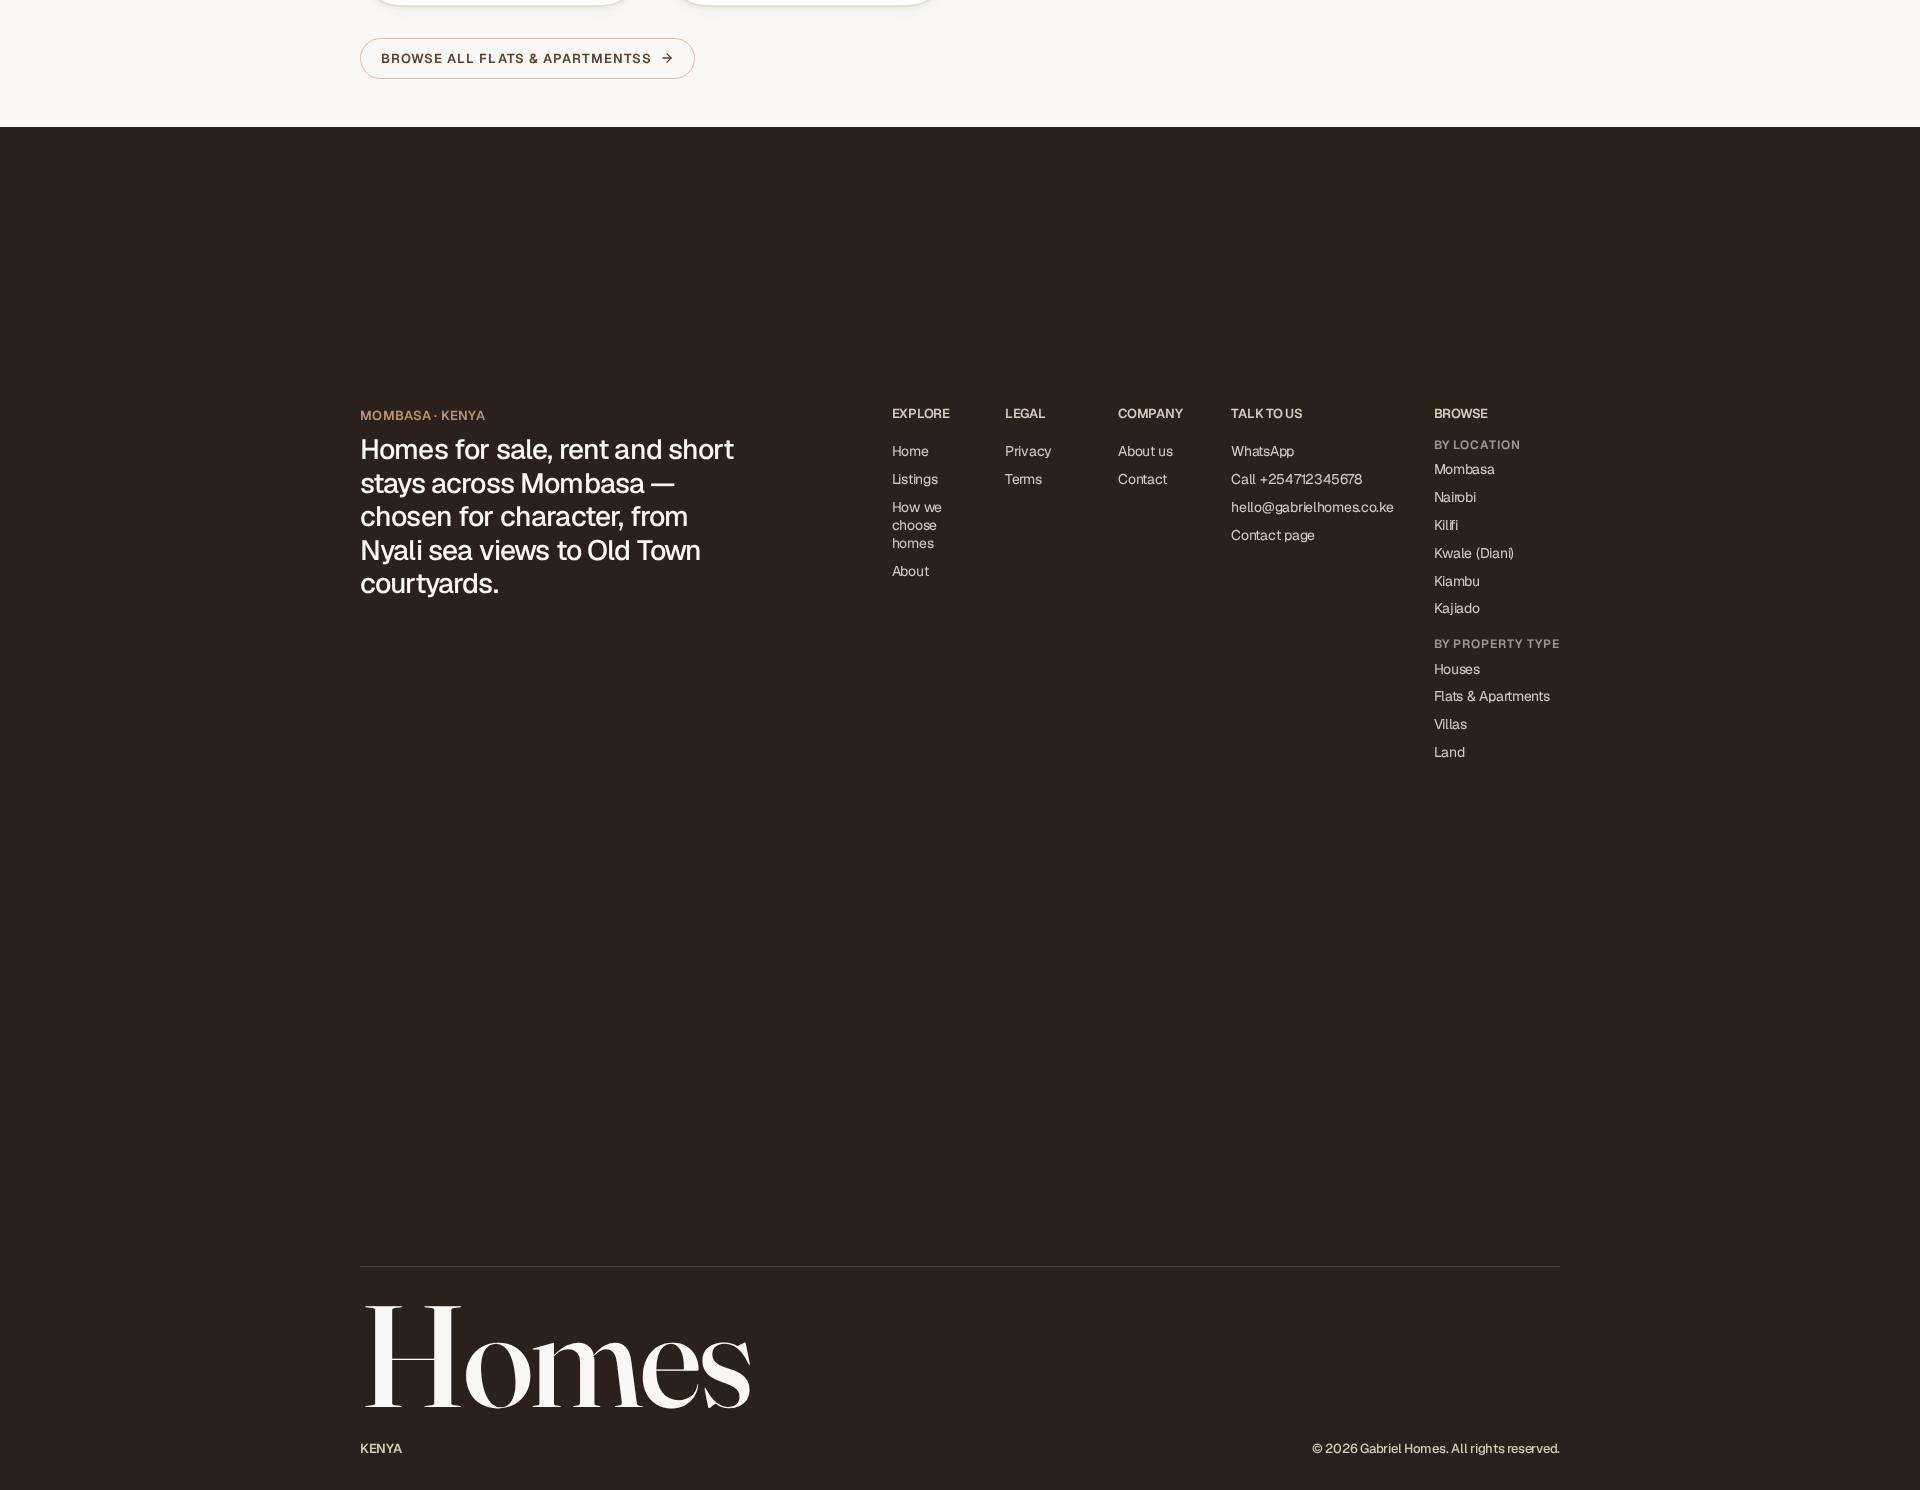 BROWSE ALL FLATS & APARTMENTSS →
MOMBASA · KENYA
Homes for sale, rent and short
stays across Mombasa —
chosen for character, from
Nyali sea views to Old Town
courtyards.
EXPLORE
Home
Listings
How we
choose
homes
About
LEGAL
Privacy
Terms
COMPANY
About us
Contact
TALK TO US
WhatsApp
Call +254712345678
hello@gabrielhomes.co.ke
Contact page
BROWSE
BY LOCATION
Mombasa
Nairobi
Kilifi
Kwale (Diani)
Kiambu
Kajiado
BY PROPERTY TYPE
Houses
Flats & Apartments
Villas
Land
Homes
KENYA
© 2026 Gabriel Homes. All rights reserved.